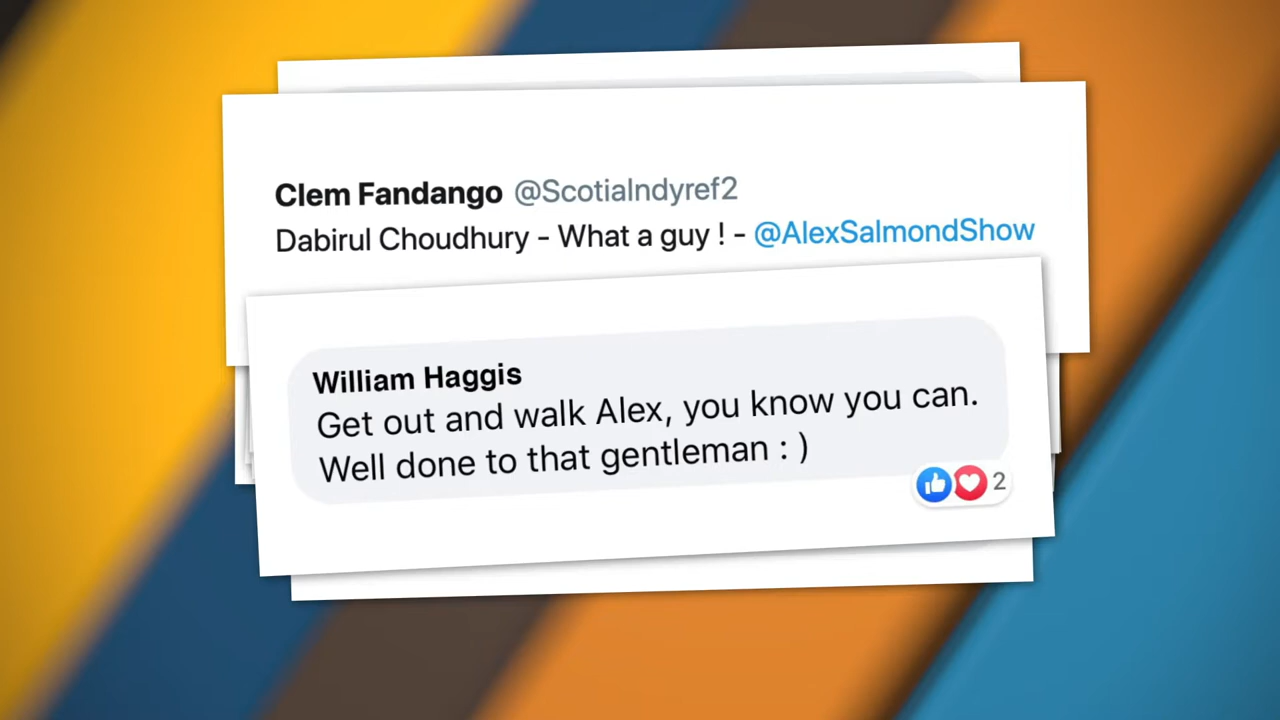 Clem Fandango @ScotiaIndyref2
Dabirul Choudhury - What a guy ! - @AlexSalmondShow
William Haggis
Get out and walk Alex, you know you can.
Well done to that gentleman : )
2